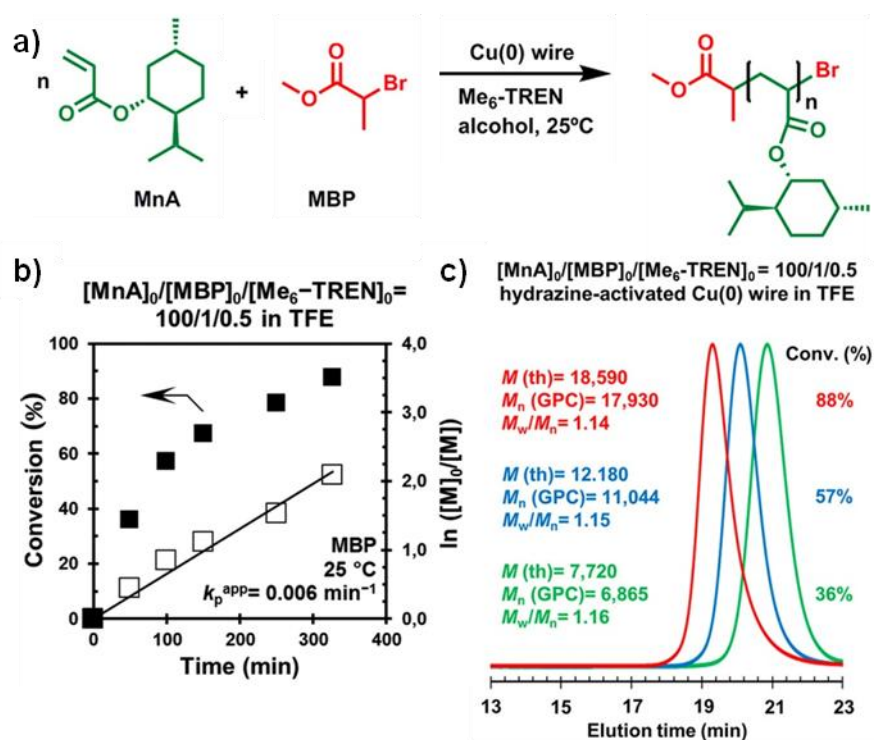 a)
n
MnA
+
MBP
Cu(0) wire
Me₆-TREN
alcohol, 25ºC
O
O
O
O
Br
O
O
Br
n
O
O
b)
[MnA]₀/[MBP]₀/[Me₆−TREN]₀=
100/1/0.5 in TFE
Conversion (%)
100
80
60
40
20
0
4,0
3,0
2,0
1,0
0,0
ln ([M]₀/[M])
MBP
25 °C
kₚᵃᵖᵖ= 0.006 min⁻¹
0 100 200 300 400
Time (min)
c)
[MnA]₀/[MBP]₀/[Me₆-TREN]₀= 100/1/0.5
hydrazine-activated Cu(0) wire in TFE
Conv. (%)
M (th)= 18,590
Mₙ (GPC)= 17,930
M_w/Mₙ= 1.14
88%
M (th)= 12.180
Mₙ (GPC)= 11,044
M_w/Mₙ= 1.15
57%
M (th)= 7,720
Mₙ (GPC)= 6,865
M_w/Mₙ= 1.16
36%
13 15 17 19 21 23
Elution time (min)